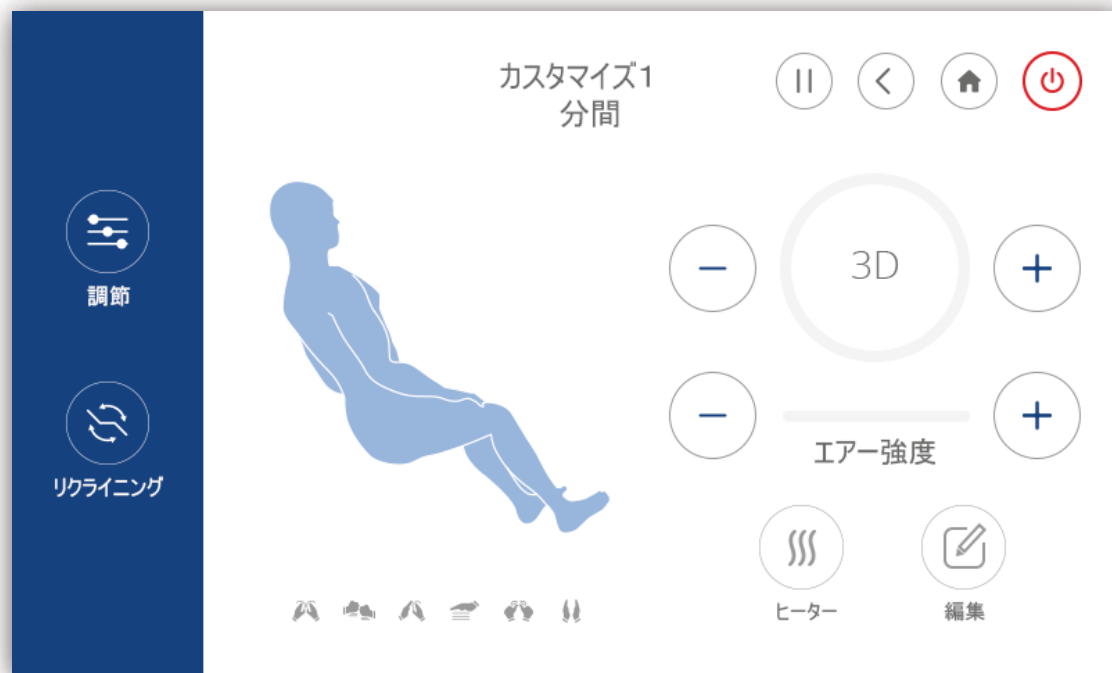 カスタマイズ1
分間
3D
調節
エアー強度
リクライニング
ヒーター
編集